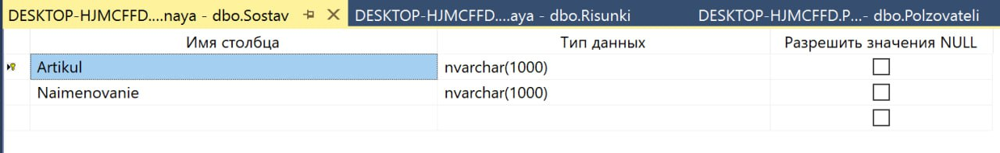 DESKTOP-HJMCFFD....naya - dbo.Sostav DESKTOP-HJMCFFD....aya - dbo.Risunki DESKTOP-HJMCFFD.P...- dbo.Polzovateli
Имя столбца Тип данных Разрешить значения NULL
Artikul nvarchar(1000)
Naimenovanie nvarchar(1000)